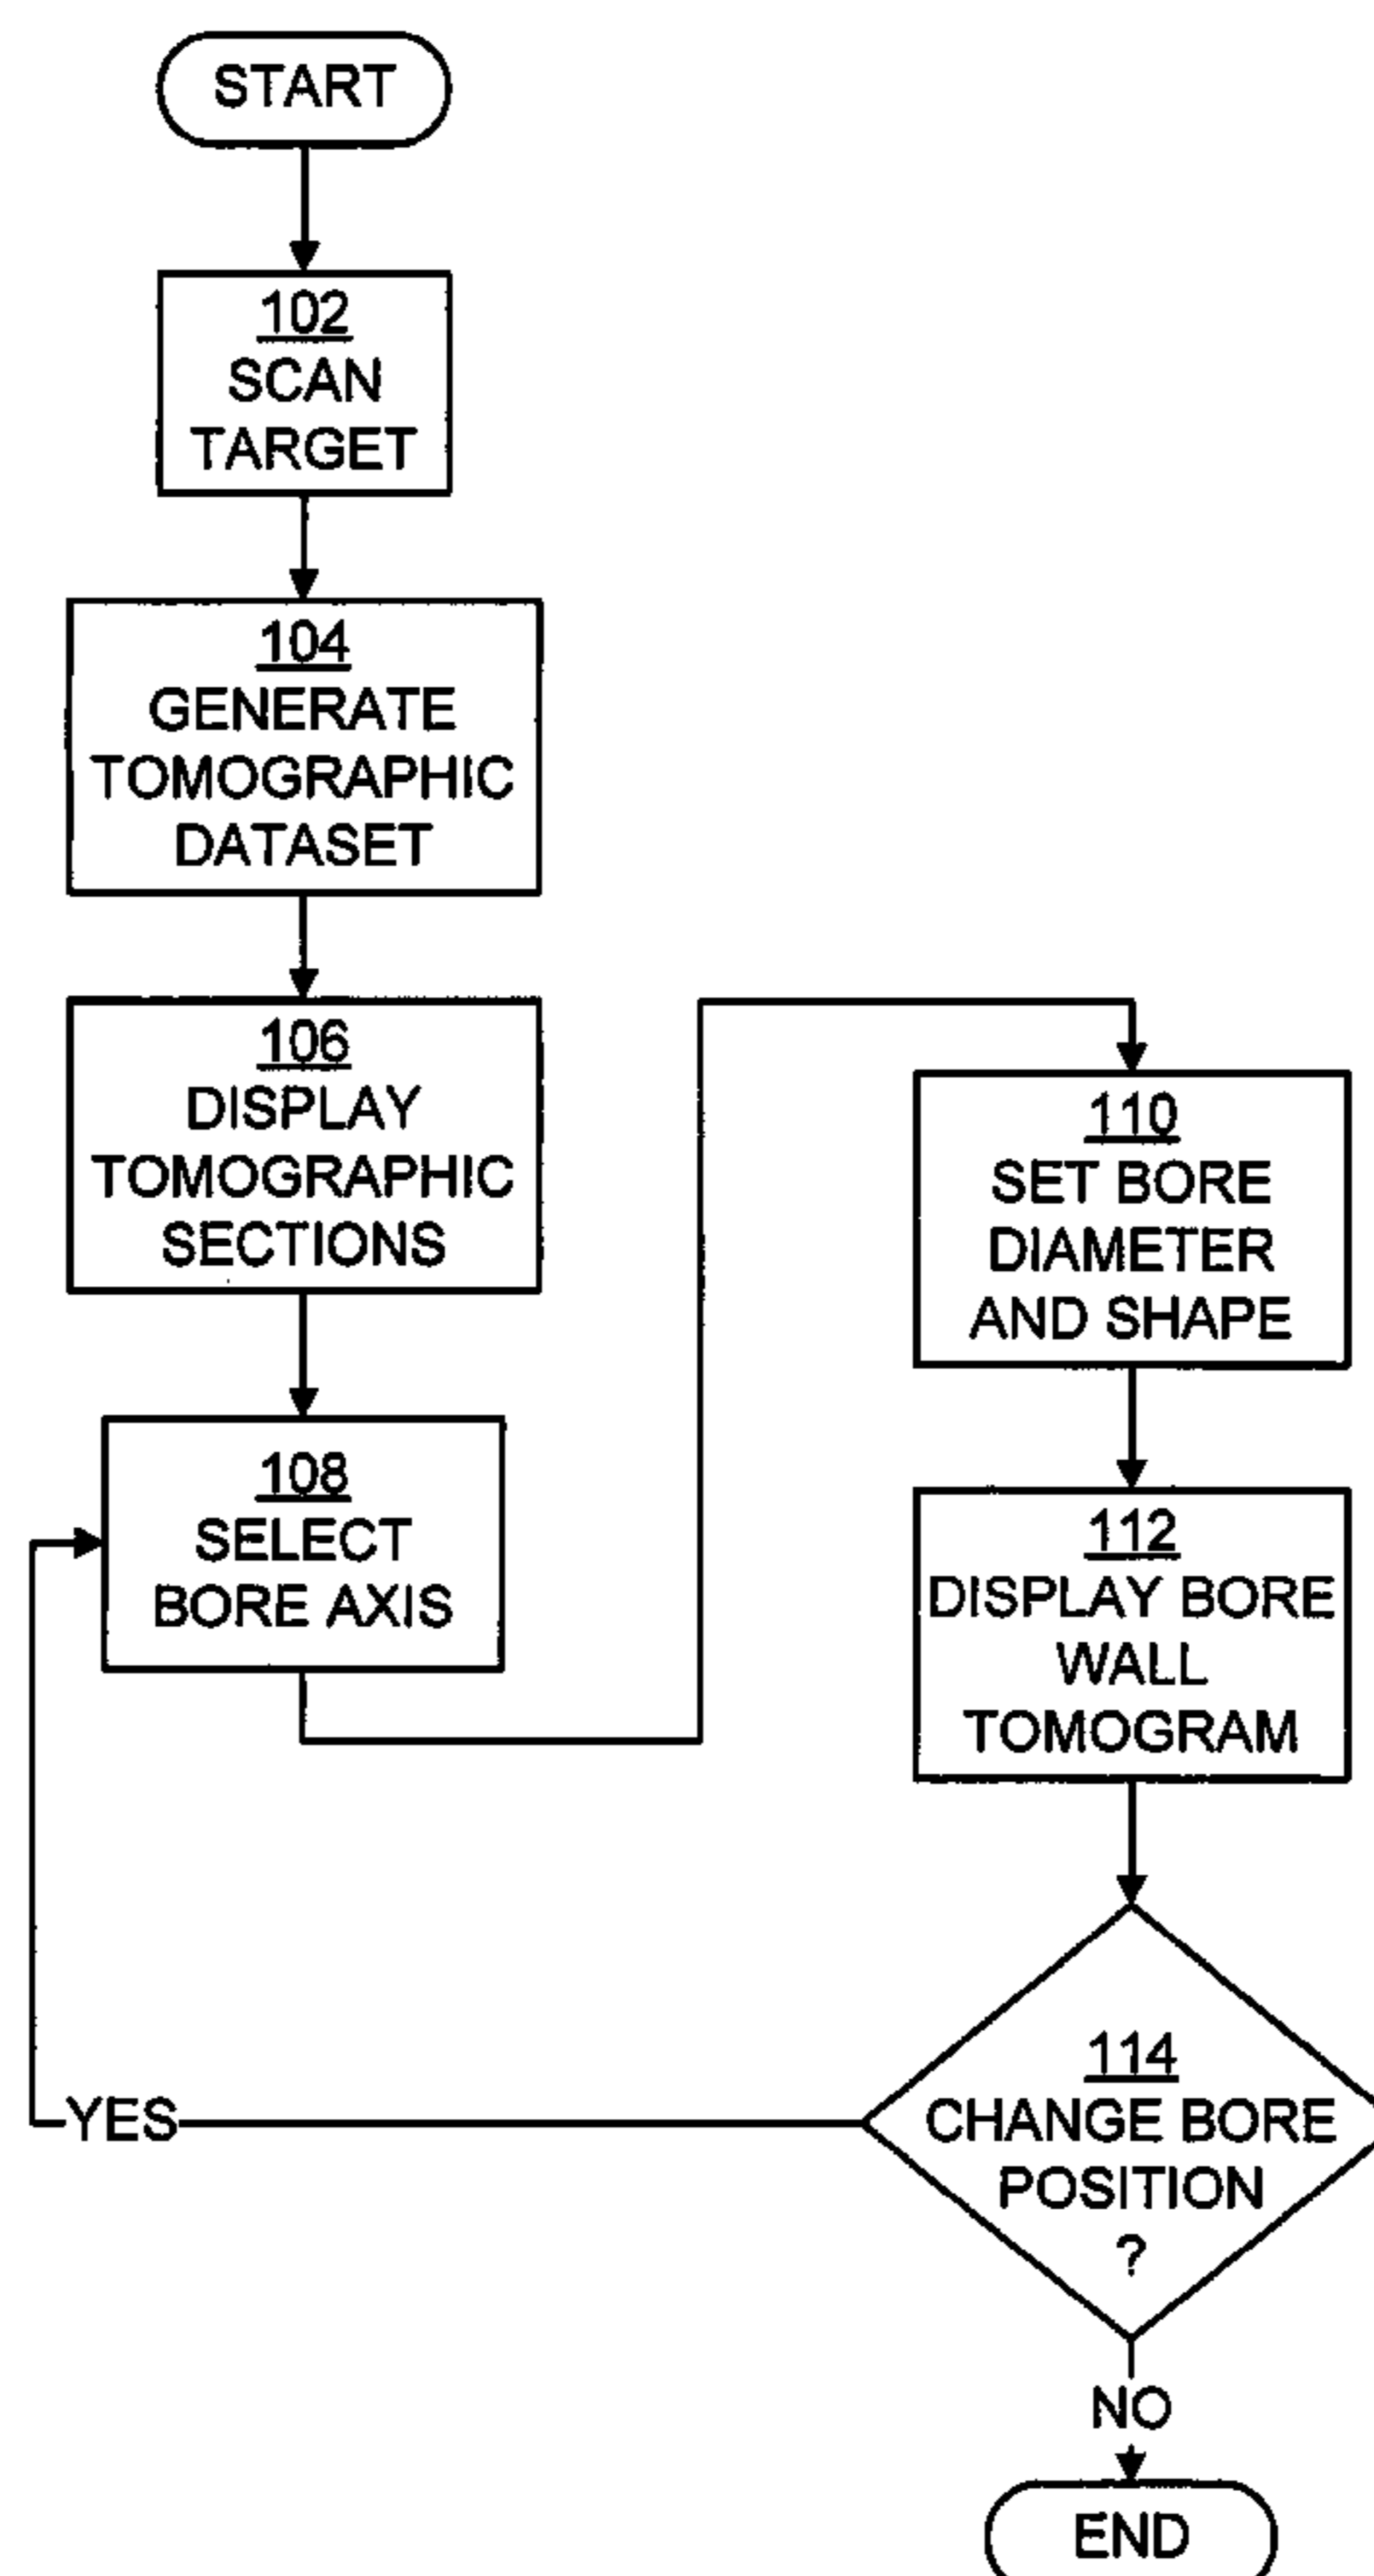 START
102
SCAN
TARGET
104
GENERATE
TOMOGRAPHIC
DATASET
106
DISPLAY
TOMOGRAPHIC
SECTIONS
108
SELECT
BORE AXIS
110
SET BORE
DIAMETER
AND SHAPE
112
DISPLAY BORE
WALL
TOMOGRAM
114
CHANGE BORE
POSITION
?
YES
NO
END